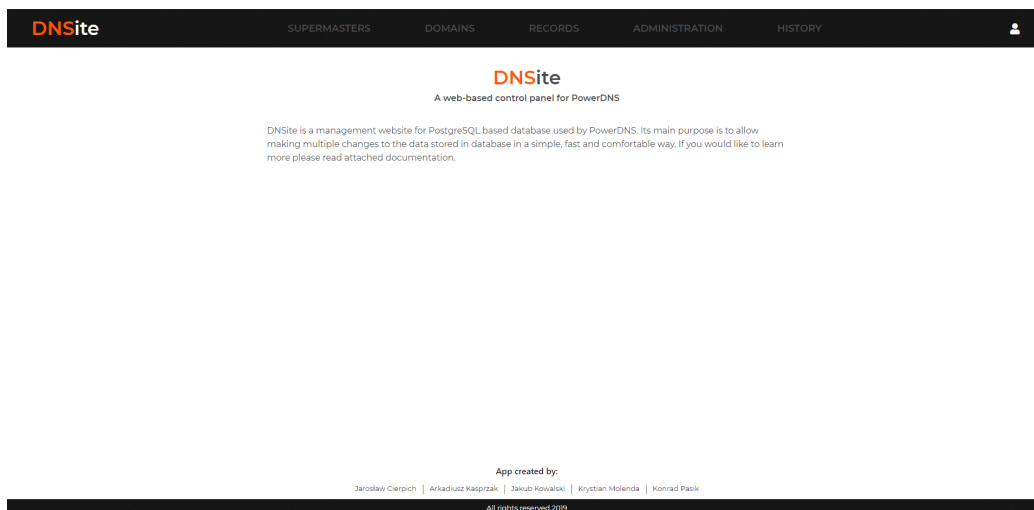 DNSite
SUPERMASTERS
DOMAINS
RECORDS
ADMINISTRATION
HISTORY
DNSite
A web-based control panel for PowerDNS
DNSite is a management website for PostgreSQL based database used by PowerDNS. Its main purpose is to allow
making multiple changes to the data stored in database in a simple, fast and comfortable way. If you would like to learn
more please read attached documentation.
App created by:
Jarosław Cierpich | Arkadiusz Kasprzak | Jakub Kowalski | Krystian Molenda | Konrad Pasik
All rights reserved 2019